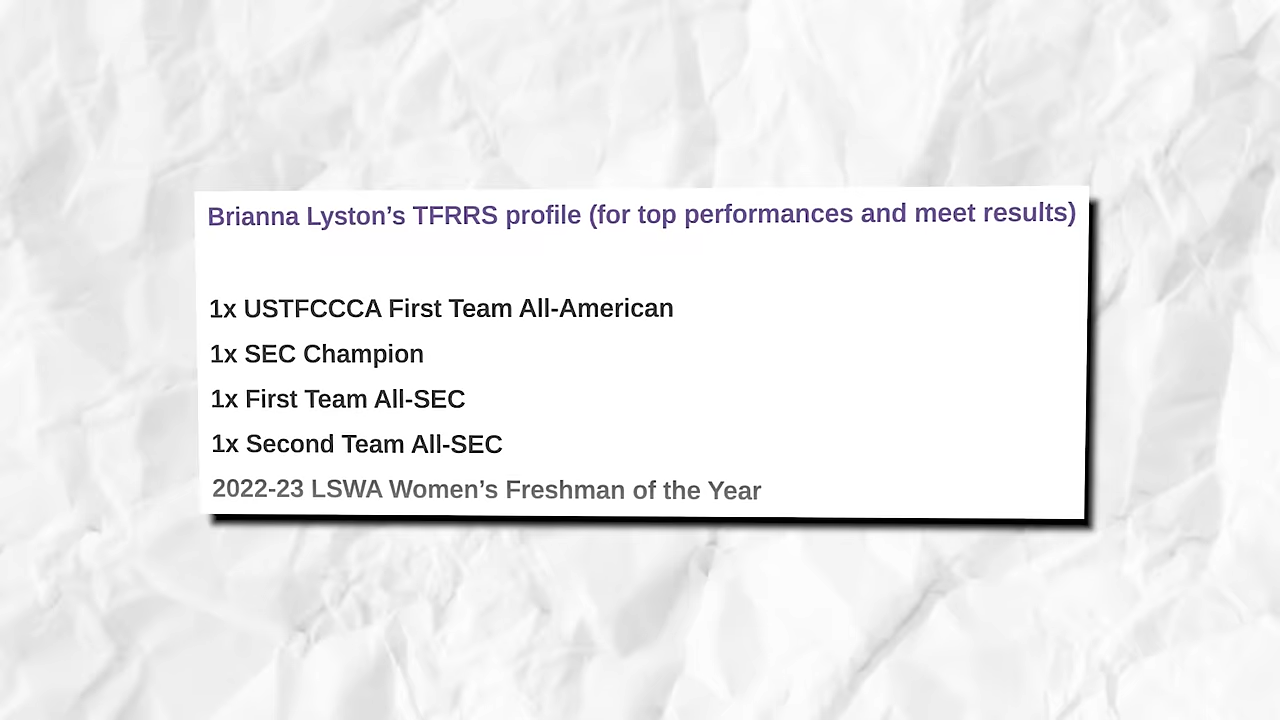 Brianna Lyston’s TFRRS profile (for top performances and meet results)
1x USTFCCCA First Team All-American
1x SEC Champion
1x First Team All-SEC
1x Second Team All-SEC
2022-23 LSWA Women’s Freshman of the Year